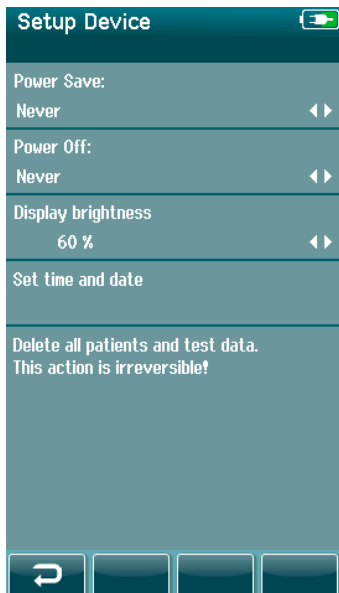 Setup Device
Power Save:
Never
Power Off:
Never
Display brightness
60 %
Set time and date
Delete all patients and test data.
This action is irreversible!